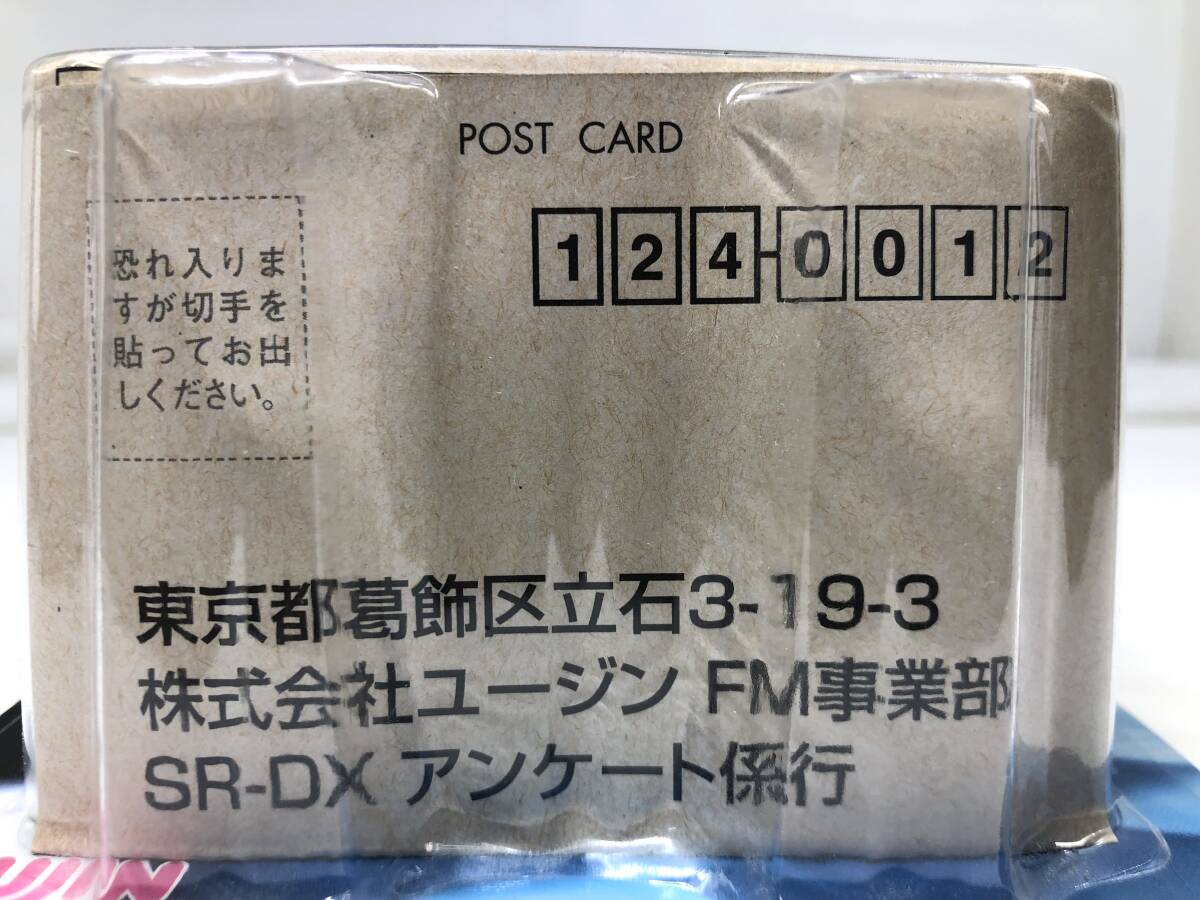 POST CARD
124-0012
恐れ入りま
すが切手を
貼ってお出
しください。
東京都葛飾区立石3-19-3
株式会社ユージン FM事業部
SR-DX アンケート係行